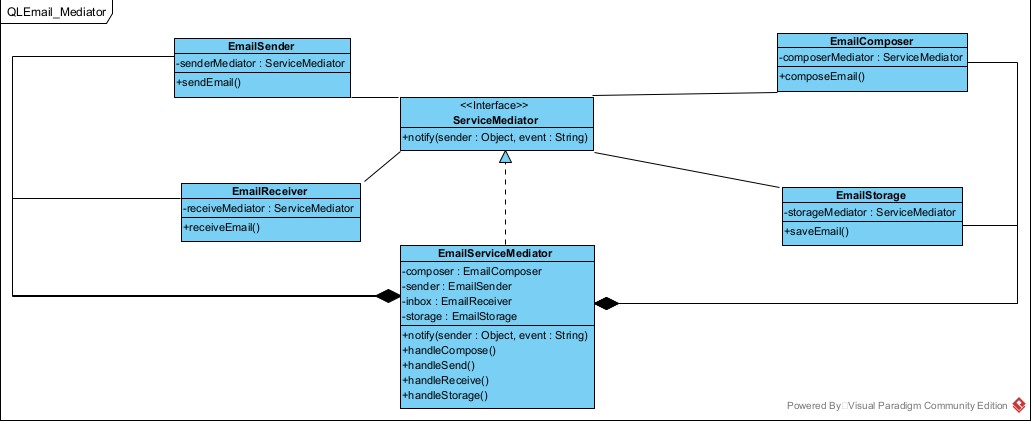 QLEmail_Mediator
EmailSender
-senderMediator : ServiceMediator
+sendEmail()
EmailComposer
-composerMediator : ServiceMediator
+composeEmail()
<<Interface>>
ServiceMediator
+notify(sender : Object, event : String)
EmailReceiver
-receiveMediator : ServiceMediator
+receiveEmail()
EmailStorage
-storageMediator : ServiceMediator
+saveEmail()
EmailServiceMediator
-composer : EmailComposer
-sender : EmailSender
-inbox : EmailReceiver
-storage : EmailStorage
+notify(sender : Object, event : String)
+handleCompose()
+handleSend()
+handleReceive()
+handleStorage()
Powered By Visual Paradigm Community Edition